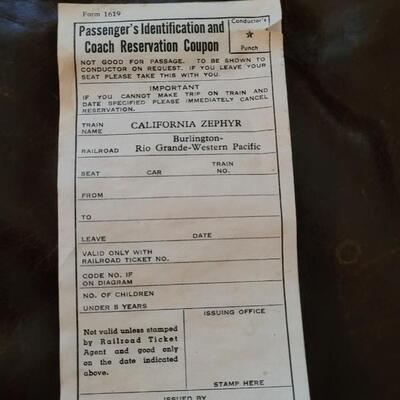 Form 1619
Passenger's Identification and
Coach Reservation Coupon
Conductor's
★
Punch
NOT GOOD FOR PASSAGE. TO BE SHOWN TO
CONDUCTOR ON REQUEST. IF YOU LEAVE YOUR
SEAT PLEASE TAKE THIS WITH YOU.
IMPORTANT
IF YOU CANNOT MAKE TRIP ON TRAIN AND
DATE SPECIFIED PLEASE IMMEDIATELY CANCEL
RESERVATION.
TRAIN
NAME CALIFORNIA ZEPHYR
Burlington-
RAILROAD Rio Grande-Western Pacific
TRAIN
SEAT CAR NO.
FROM
TO
LEAVE DATE
VALID ONLY WITH
RAILROAD TICKET NO.
CODE NO. IF
ON DIAGRAM
NO. OF CHILDREN
UNDER 5 YEARS
ISSUING OFFICE
Not valid unless stamped
by Railroad Ticket
Agent and good only
on the date indicated
above.
STAMP HERE
ISSUED BY